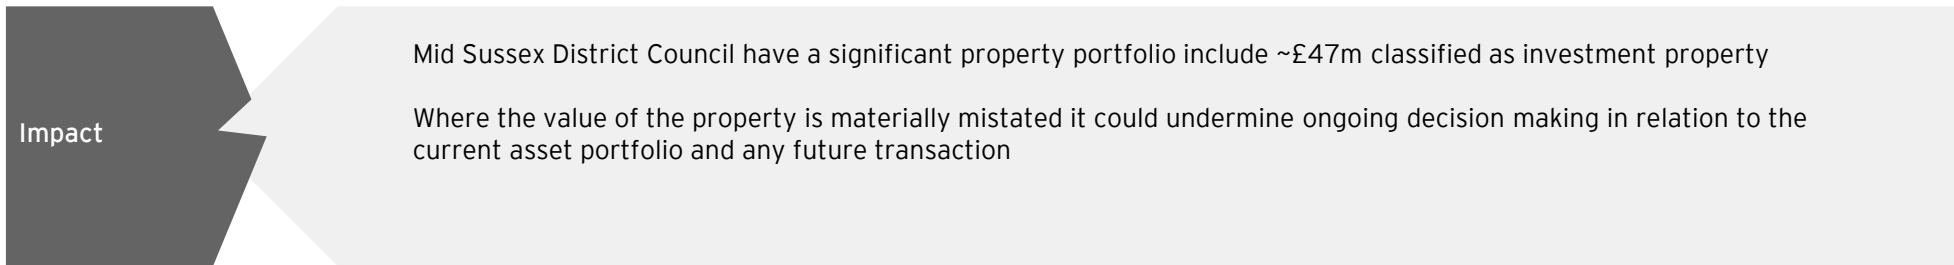 Impact
Mid Sussex District Council have a significant property portfolio include ~£47m classified as investment property
Where the value of the property is materially mistated it could undermine ongoing decision making in relation to the
current asset portfolio and any future transaction